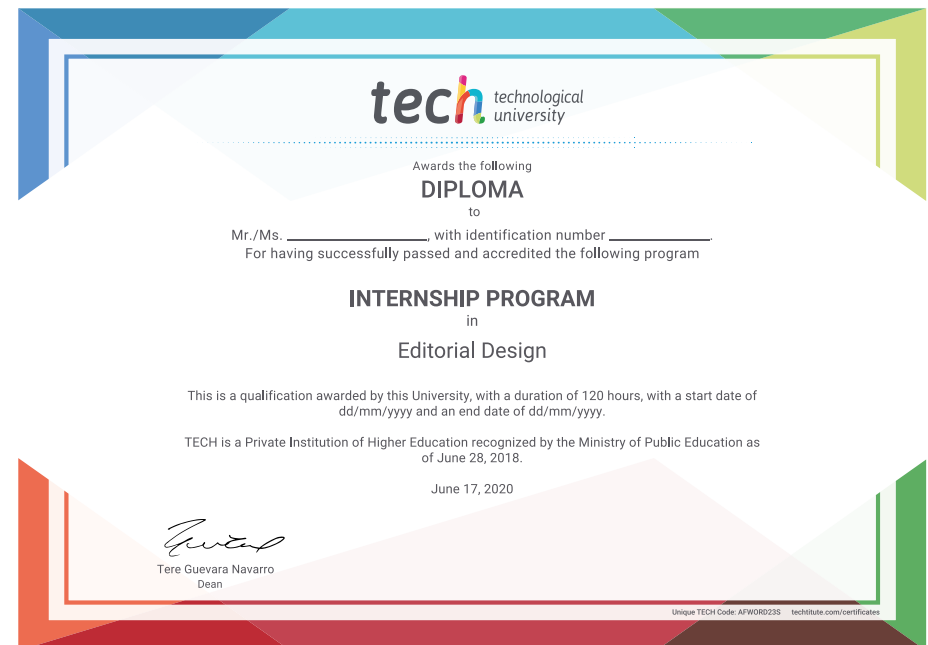 tech technological
university
Awards the following
DIPLOMA
to
Mr./Ms. ____________, with identification number ____________.
For having successfully passed and accredited the following program
INTERNSHIP PROGRAM
in
Editorial Design
This is a qualification awarded by this University, with a duration of 120 hours, with a start date of
dd/mm/yyyy and an end date of dd/mm/yyyy.
TECH is a Private Institution of Higher Education recognized by the Ministry of Public Education as
of June 28, 2018.
June 17, 2020
Tere Guevara Navarro
Dean
Unique TECH Code: AFWORD23S techtitute.com/certificates